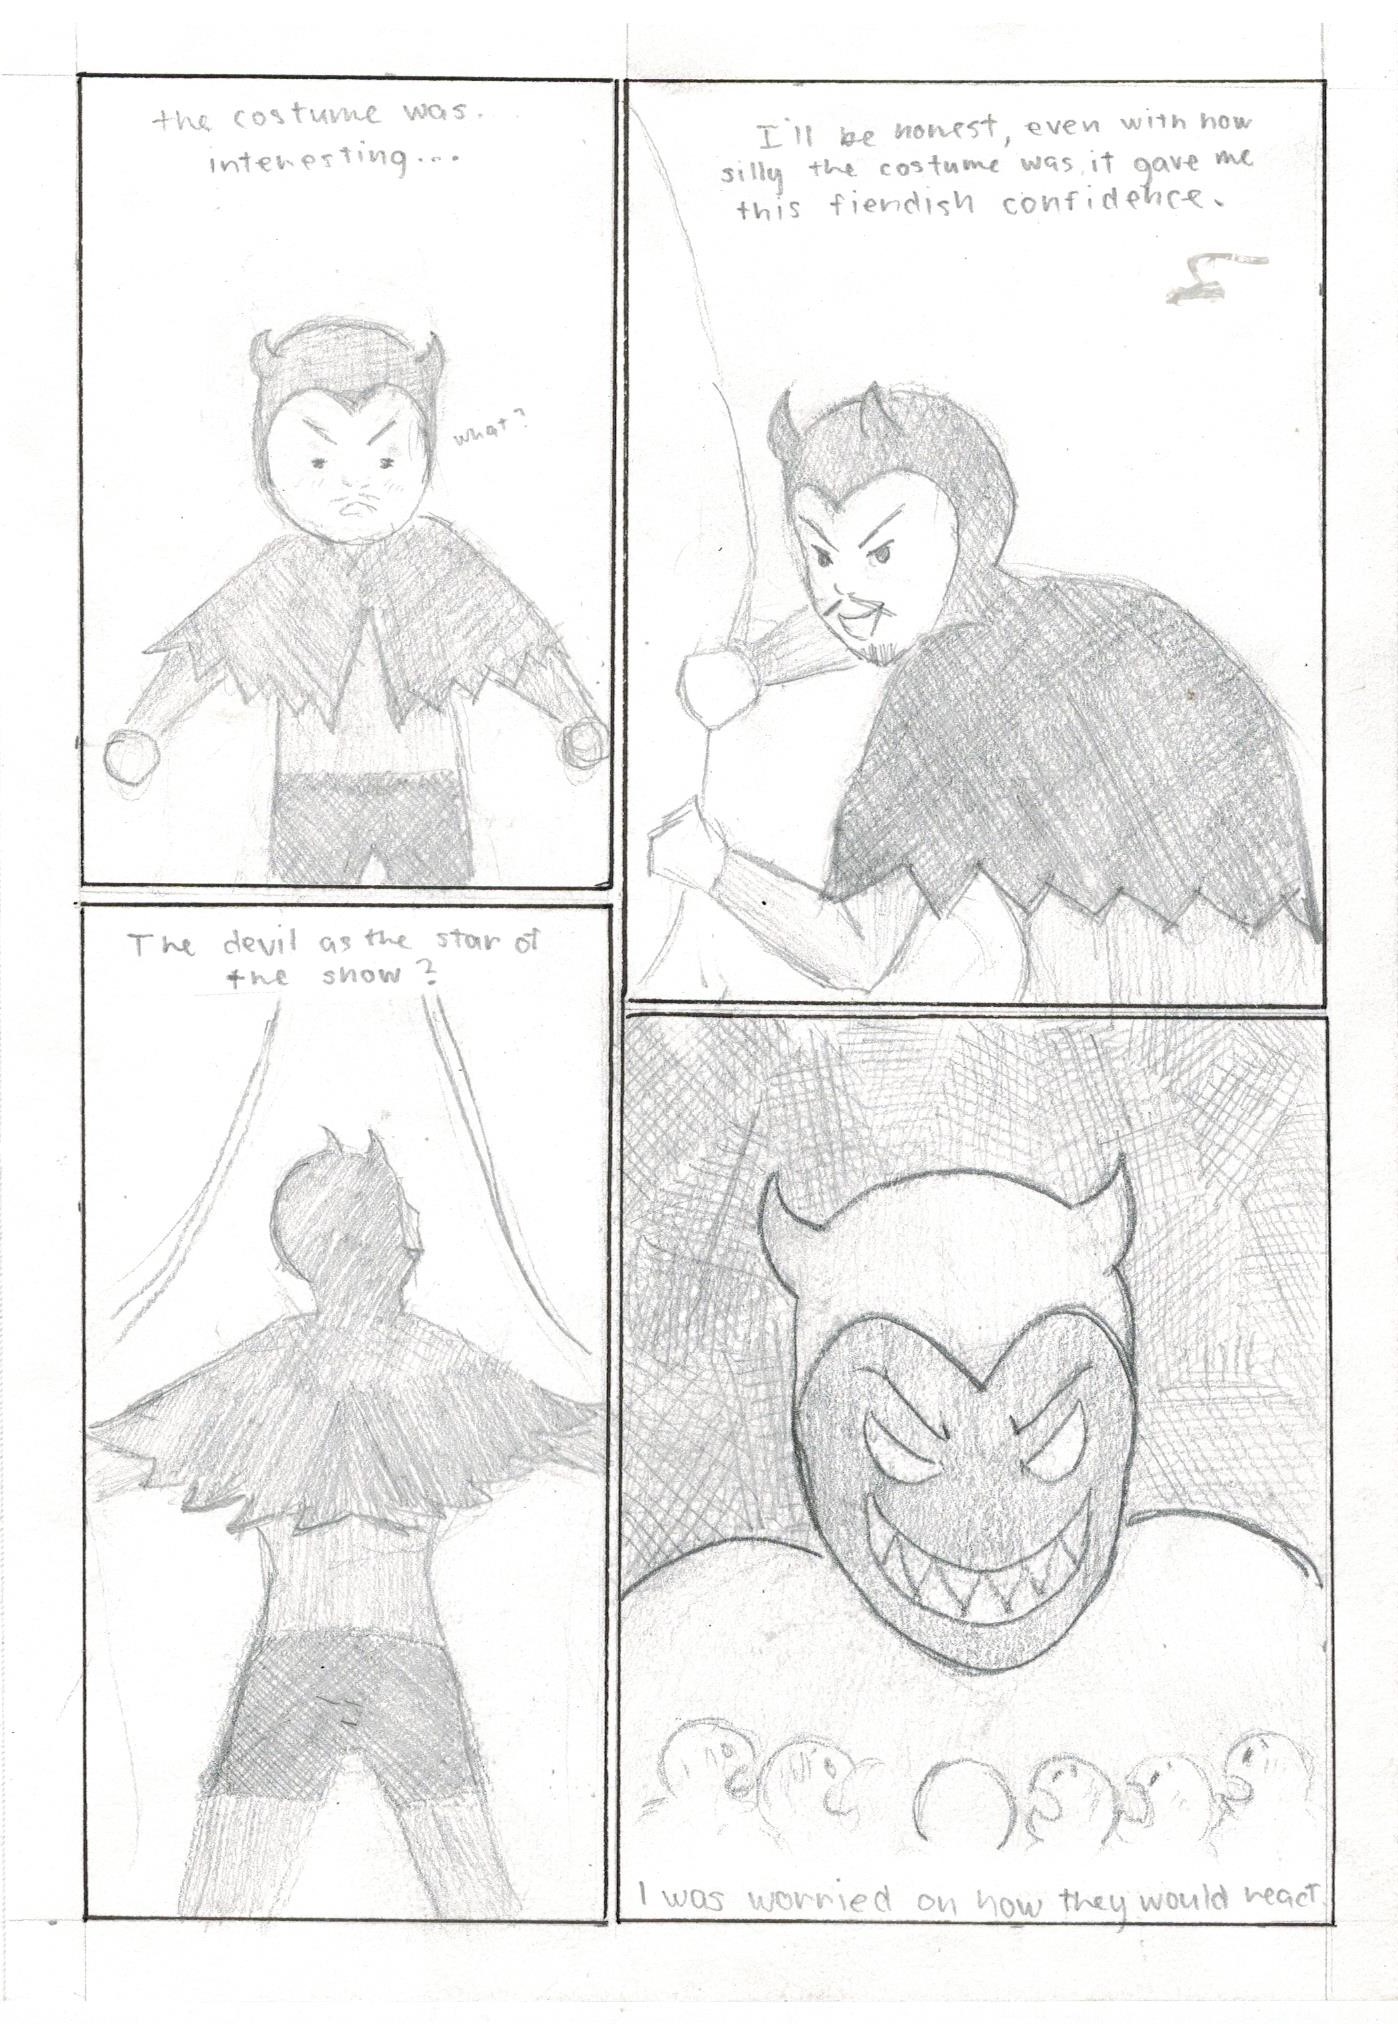 the costume was.
interesting...
what?
I'll be honest, even with how
silly the costume was, it gave me
this fiendish confidence.
The devil as the star of
the show?
I was worried on how they would react